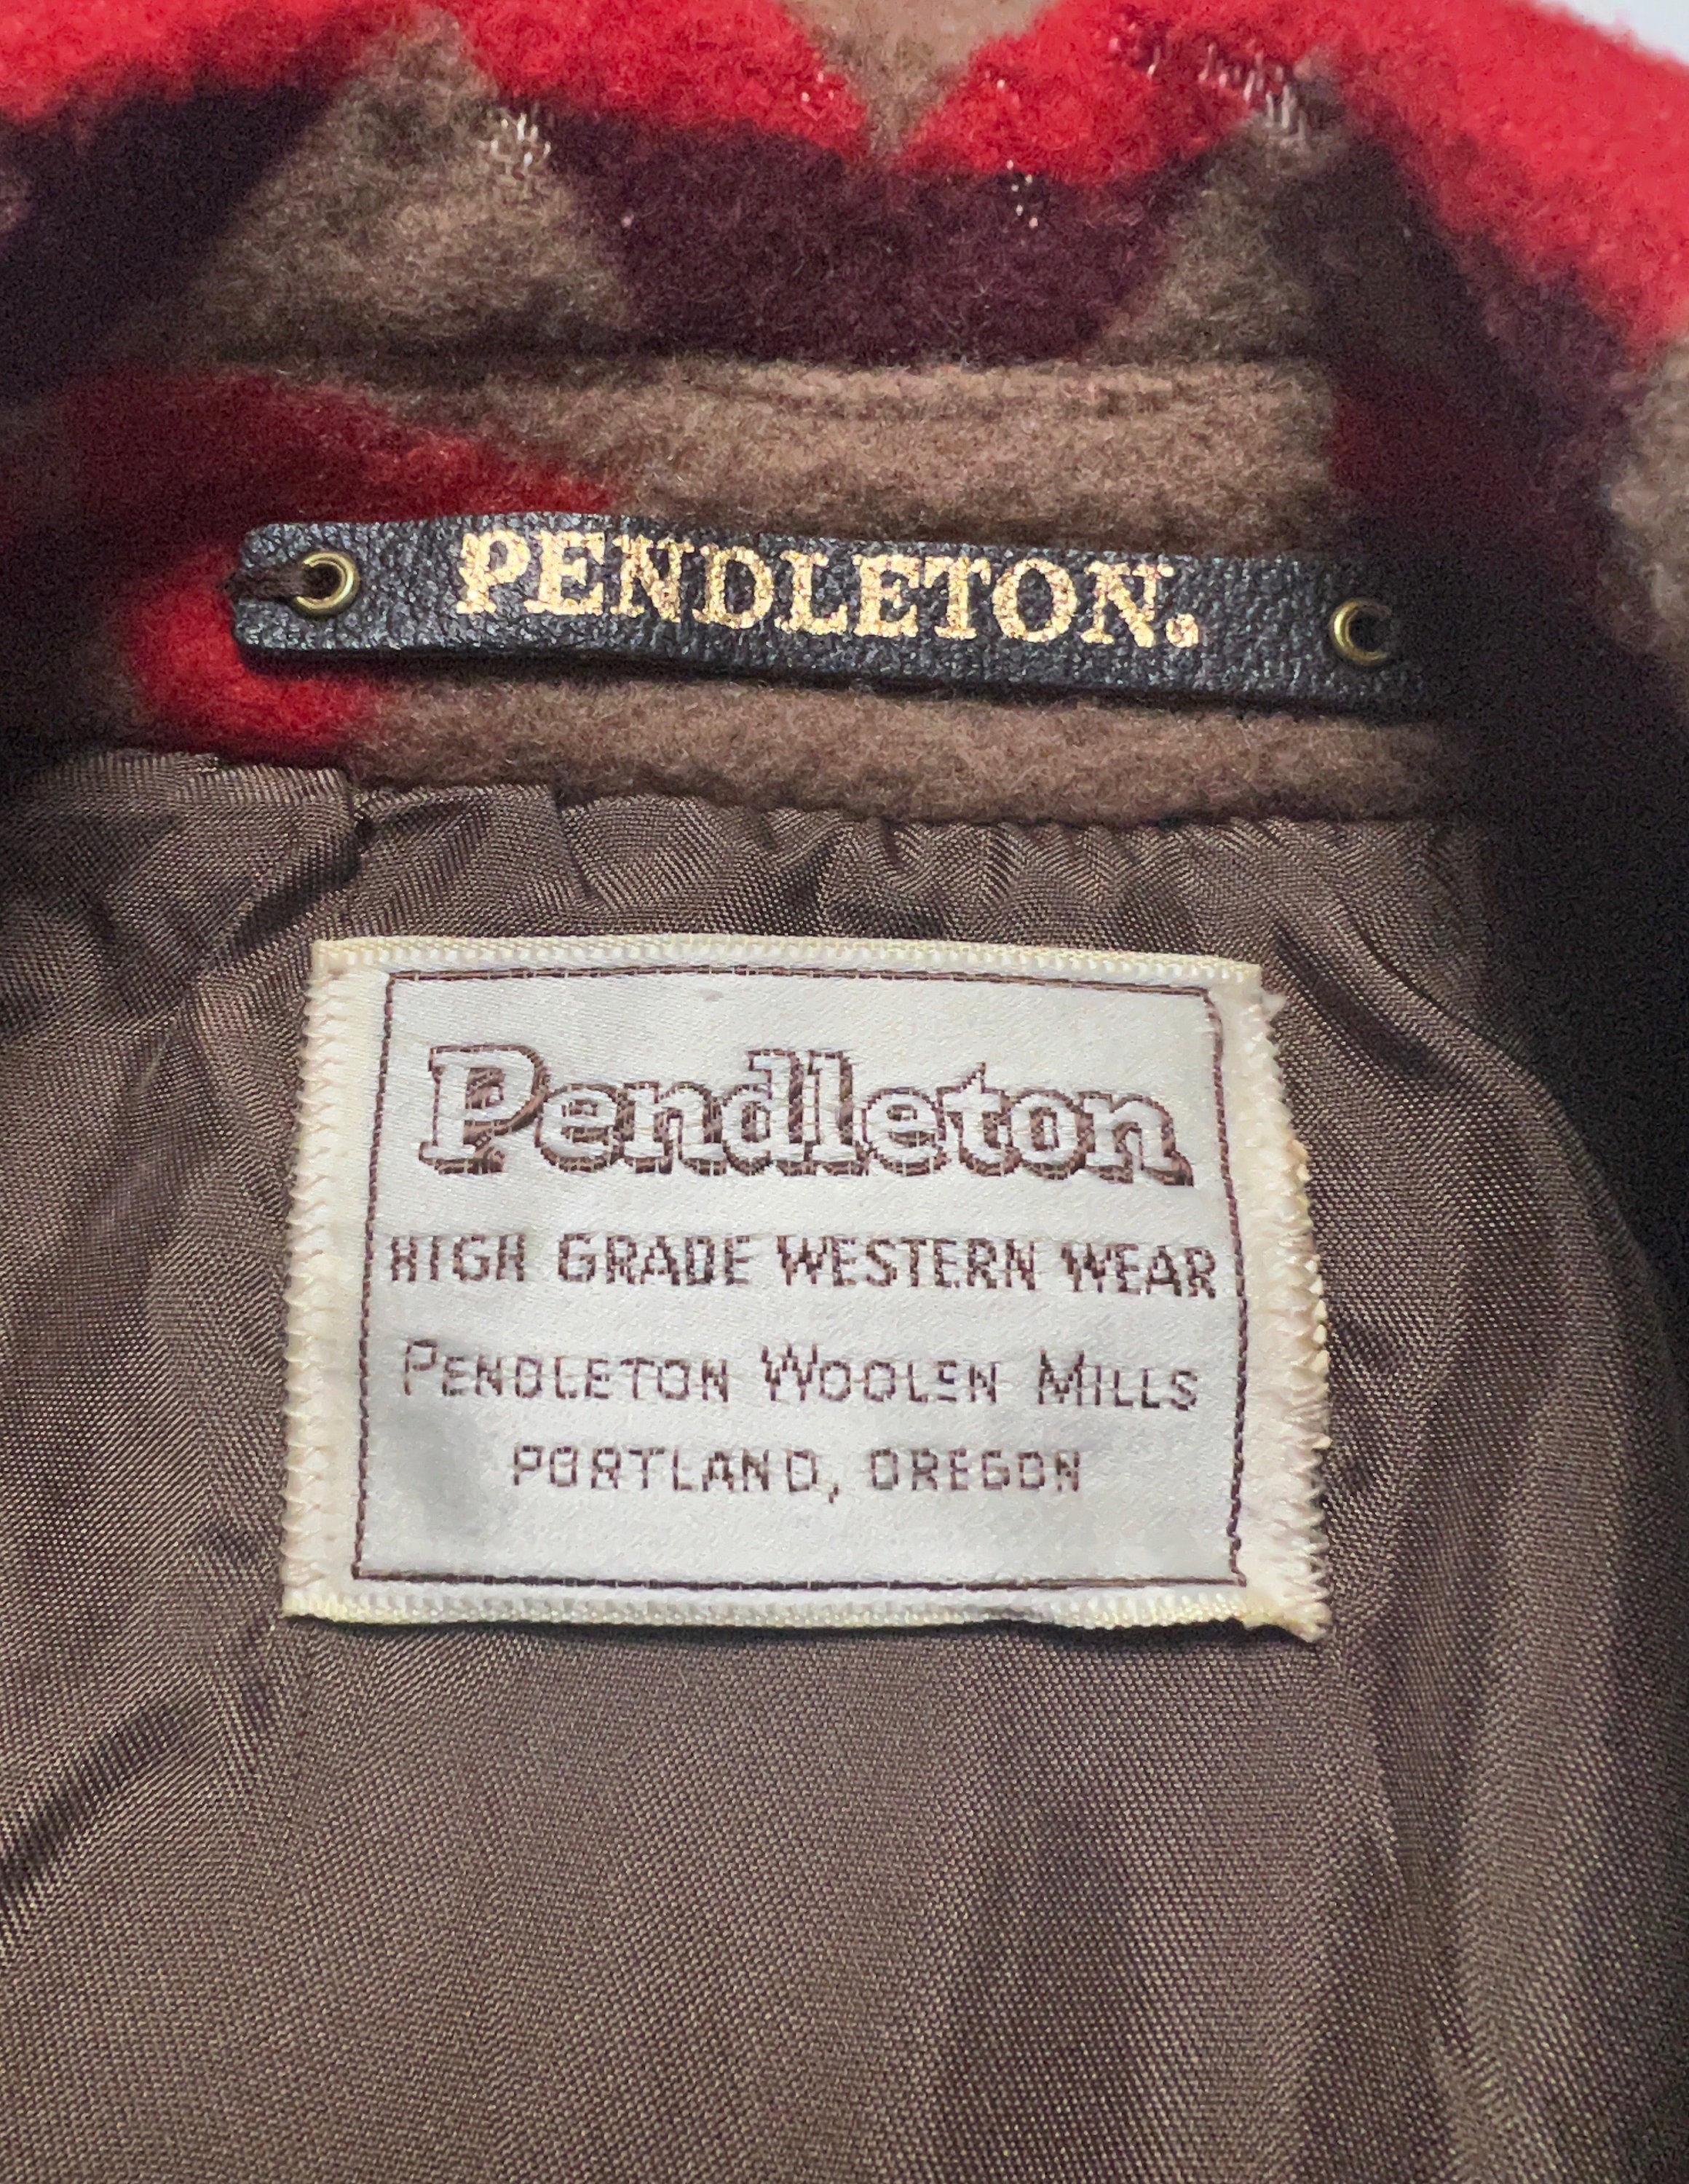 PENDLETON®
Pendleton
HIGH GRADE WESTERN WEAR
PENDLETON WOOLEN MILLS
PORTLAND, OREGON